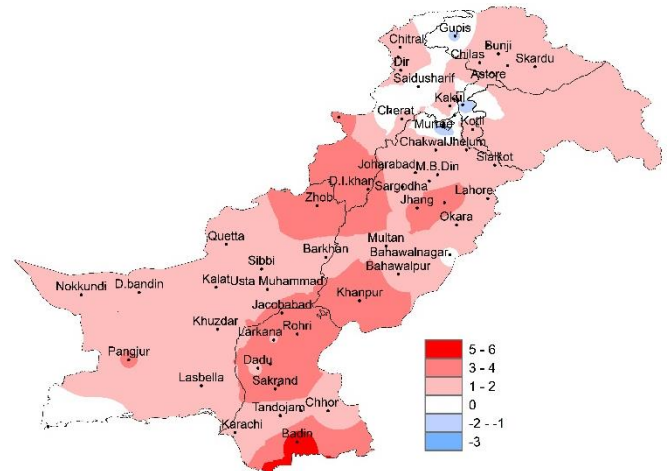 Gupis
Chitral
Bunji
Chilas
Dir
Skardu
Astore
Saidusharif
Kakul
Cherat
Murree
Kotli
Chakwal
Jhelum
Sialkot
Joharabad
M.B.Din
D.I.khan
Sargodha
Lahore
Zhob
Jhang
Okara
Quetta
Multan
Barkhan
Bahawalnagar
Sibbi
Bahawalpur
Nokkundi
D.bandin
Kalat
Usta Muhammad
Khanpur
Jacobabad
Khuzdar
Larkana
Rohri
Pangjur
Dadu
Lasbella
Sakrand
Tandojam
Chhor
Karachi
Badin
5 - 6
3 - 4
1 - 2
0
-2 - -1
-3